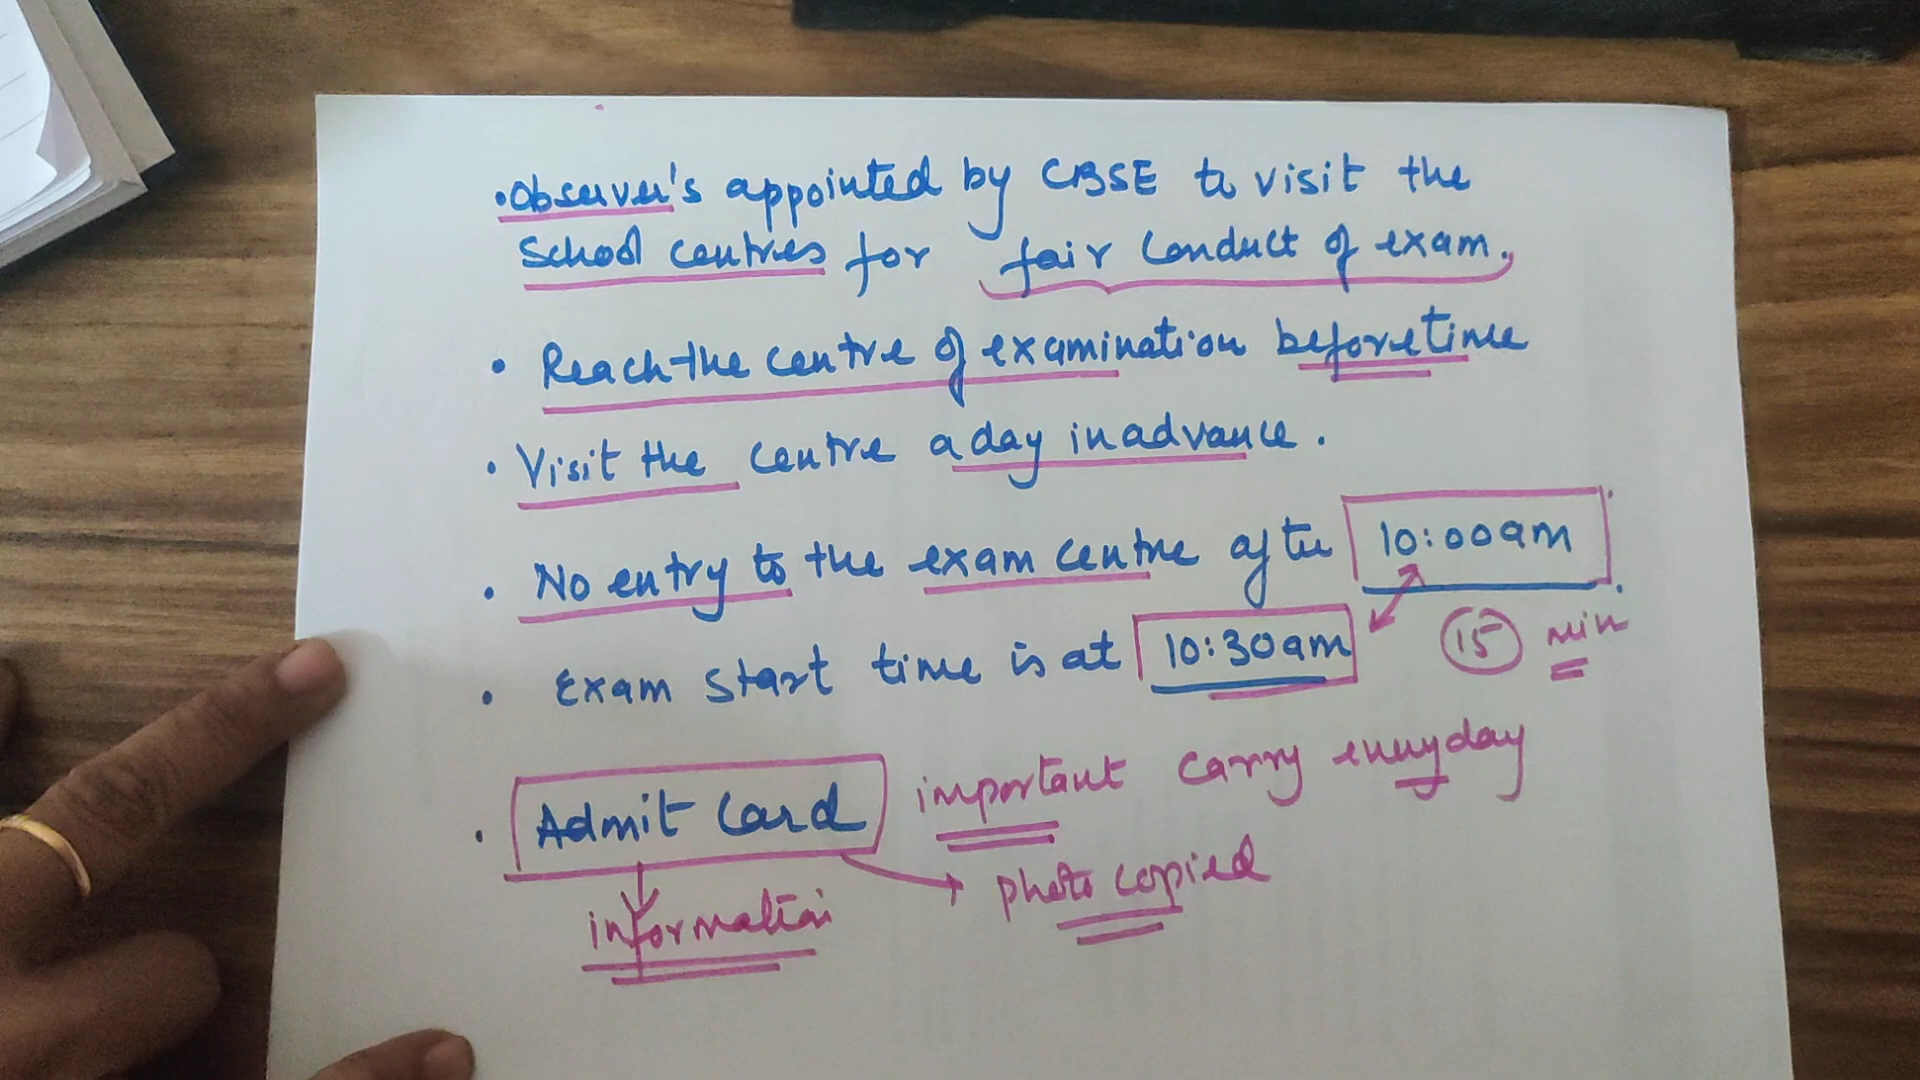 •Observer's appointed by CBSE to visit the
School centres for fair conduct of exam.
• Reach the centre of examination before time
• Visit the centre a day in advance.
• No entry to the exam centre after 10:00am
• Exam start time is at 10:30am
15 min
• Admit Card important carry everyday
photo copied
information